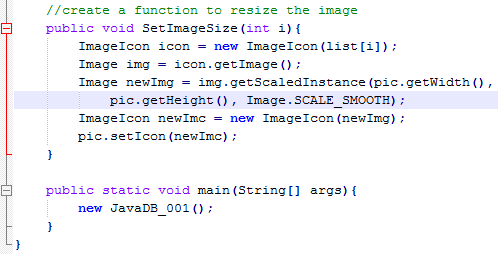 //create a function to resize the image
public void SetImageSize(int i){
ImageIcon icon = new ImageIcon(list[i]);
Image img = icon.getImage();
Image newImg = img.getScaledInstance(pic.getWidth(),
pic.getHeight(), Image.SCALE_SMOOTH);
ImageIcon newImc = new ImageIcon(newImg);
pic.setIcon(newImc);
}
public static void main(String[] args){
new JavaDB_001();
}
}